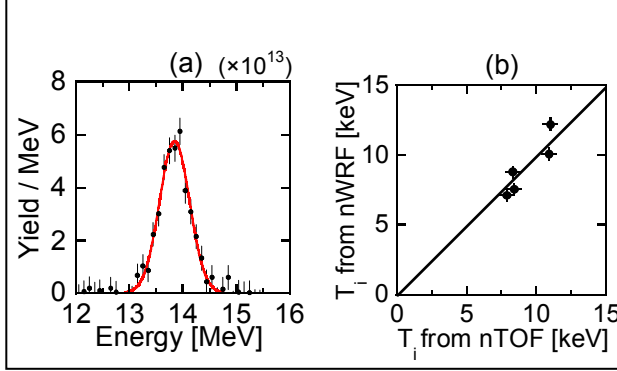 (a) (×10¹³)
8
6
4
2
0
Yield / MeV
12 13 14 15 16
Energy [MeV]
(b)
15
10
5
0
Tᵢ from nWRF [keV]
0 5 10 15
Tᵢ from nTOF [keV]